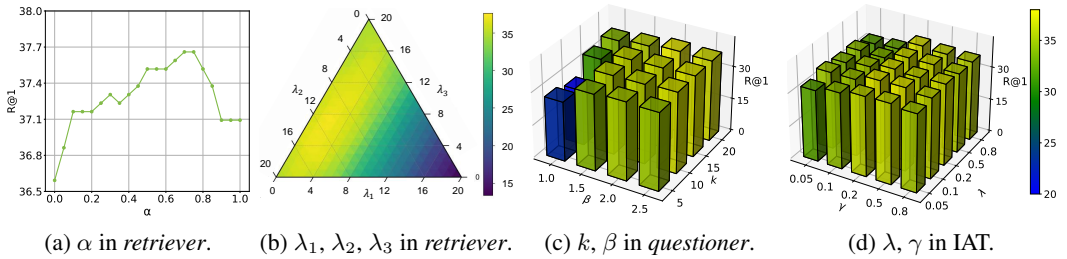 38.0
37.7
37.4
37.1
36.8
36.5
R@1
0.0 0.2 0.4 0.6 0.8 1.0
α
0 20
4 16
8 12
12 8
16 4
20 0
λ₂ λ₃
0 4 8 12 16 20
λ₁
35
30
25
20
15
R@1
30
15
0
1.0 1.5 2.0 2.5
β
5 10 15 20
k
R@1
30
15
0
0.05 0.1 0.2 0.5 0.8
γ
0.05 0.1 0.2 0.5 0.8
λ
35
30
25
20
(a) α in retriever.
(b) λ₁, λ₂, λ₃ in retriever.
(c) k, β in questioner.
(d) λ, γ in IAT.